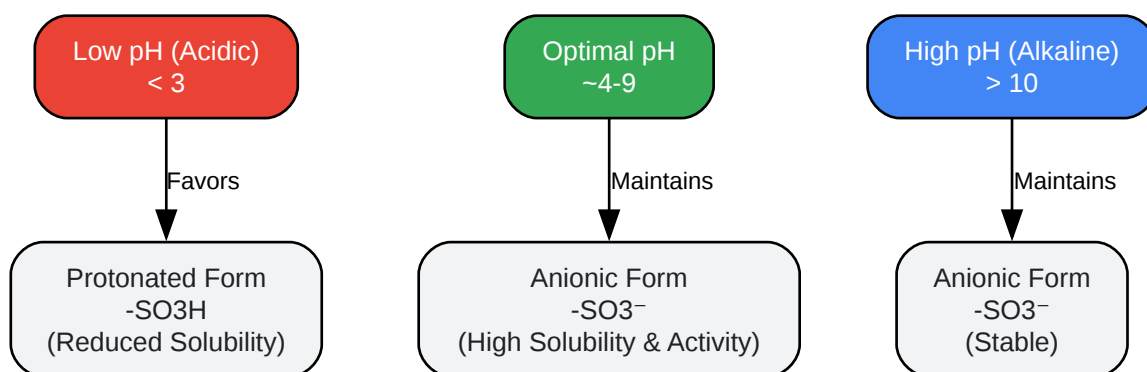 Low pH (Acidic)
< 3
Optimal pH
~4-9
High pH (Alkaline)
> 10
Favors
Maintains
Maintains
Protonated Form
-SO3H
(Reduced Solubility)
Anionic Form
-SO3⁻
(High Solubility & Activity)
Anionic Form
-SO3⁻
(Stable)